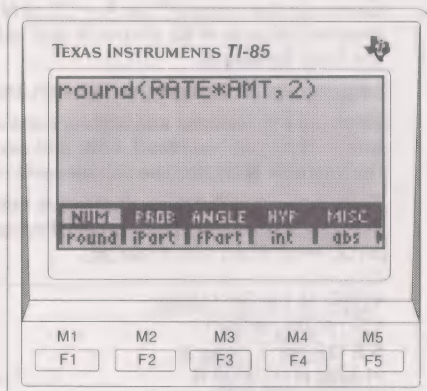 TEXAS INSTRUMENTS TI-85
round(RATE*AMT,2)
NUM PROB ANGLE HYP MISC
round iPart fPart int abs
M1 M2 M3 M4 M5
F1 F2 F3 F4 F5